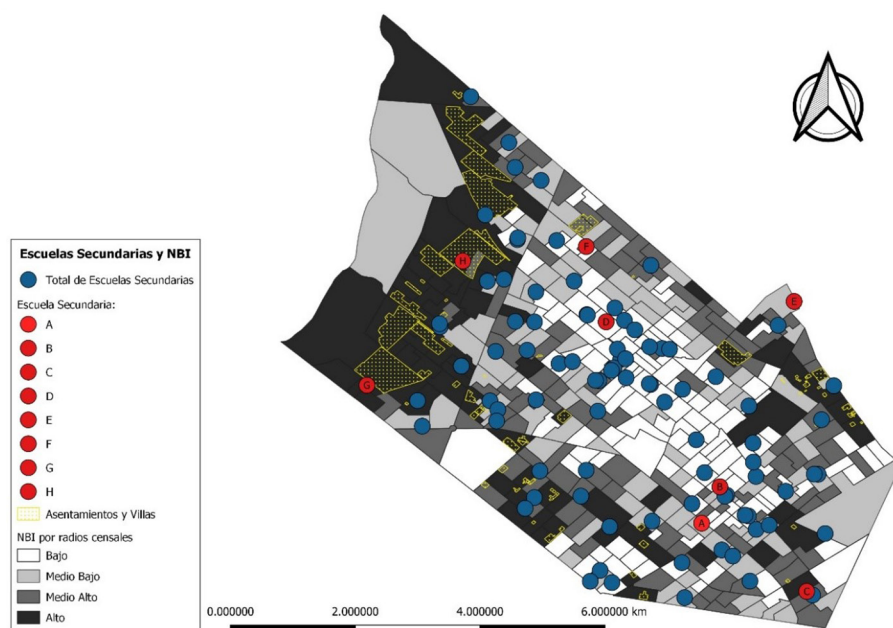 Escuelas Secundarias y NBI
Total de Escuelas Secundarias
Escuela Secundaria:
A
B
C
D
E
F
G
H
Asentamientos y Villas
NBI por radios censales
Bajo
Medio Bajo
Medio Alto
Alto
F
H
E
D
G
B
A
C
0.000000 2.000000 4.000000 6.000000 km